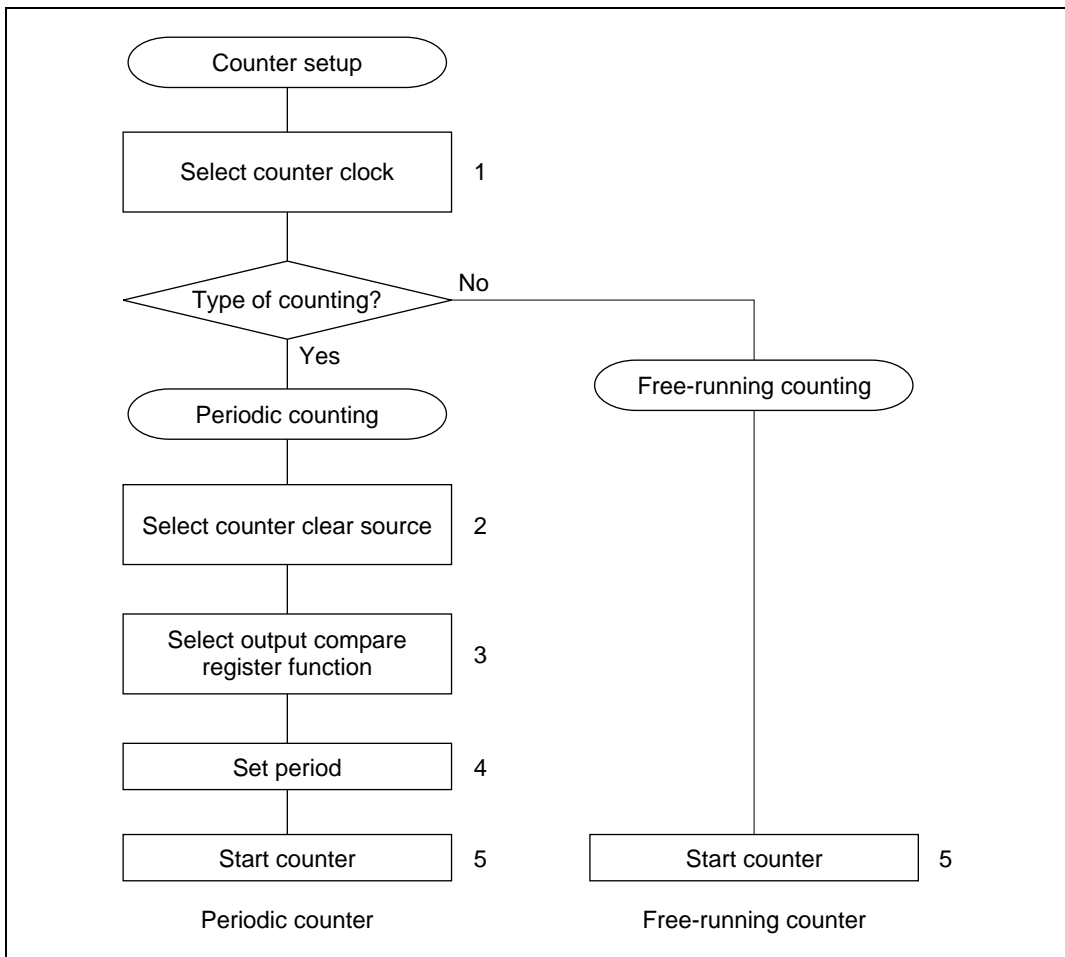 Counter setup
Select counter clock
1
Type of counting?
No
Yes
Free-running counting
Periodic counting
Select counter clear source
2
Select output compare
register function
3
Set period
4
Start counter
5
Start counter
5
Periodic counter
Free-running counter